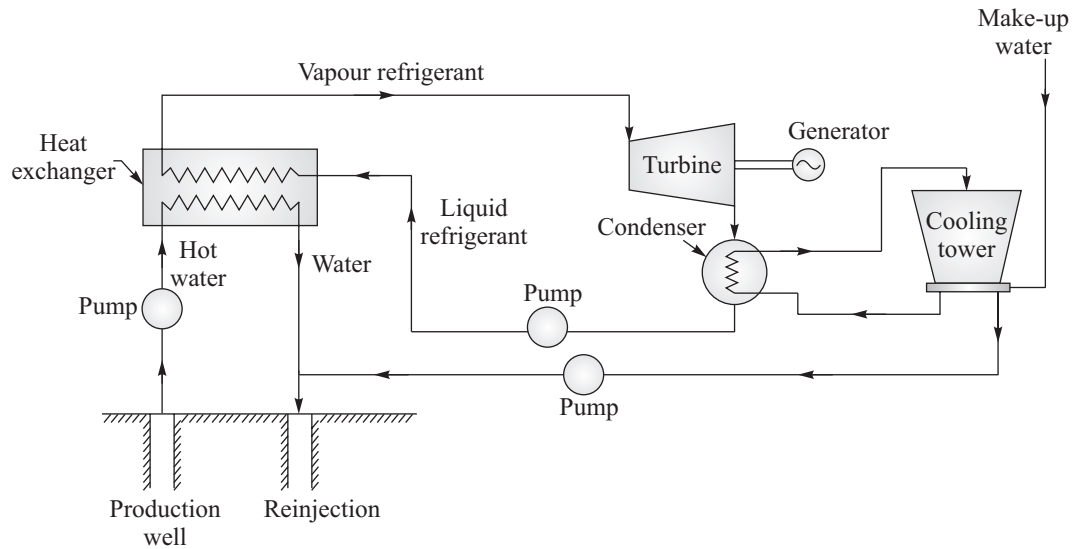 Make-up
water
Vapour refrigerant
Heat
exchanger
Generator
Turbine
Liquid
refrigerant
Condenser
Cooling
tower
Hot
water
Water
Pump
Pump
Pump
Production
well
Reinjection